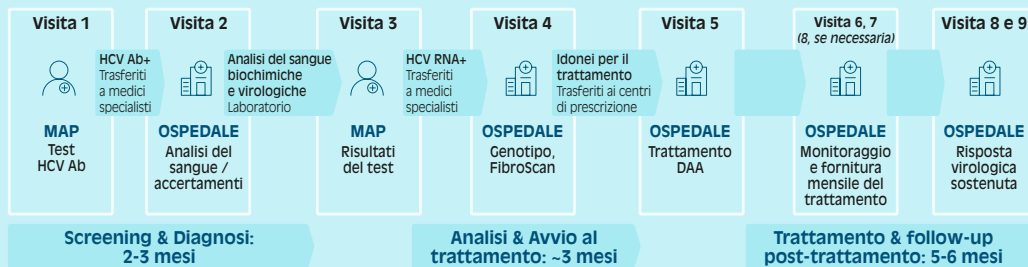 Visita 1
MAP
Test
HCV Ab
HCV Ab+
Trasferiti
a medici
specialisti
Visita 2
OSPEDALE
Analisi del
sangue /
accertamenti
Analisi del sangue
biochimiche
e virologiche
Laboratorio
Visita 3
MAP
Risultati
del test
HCV RNA+
Trasferiti
a medici
specialisti
Visita 4
OSPEDALE
Genotipo,
FibroScan
Idonei per il
trattamento
Trasferiti ai centri
di prescrizione
Visita 5
OSPEDALE
Trattamento
DAA
Visita 6, 7
(8, se necessaria)
OSPEDALE
Monitoraggio
e fornitura
mensile del
trattamento
Visita 8 e 9
OSPEDALE
Risposta
virologica
sostenuta
Screening & Diagnosi:
2-3 mesi
Analisi & Avvio al
trattamento: ~3 mesi
Trattamento & follow-up
post-trattamento: 5-6 mesi